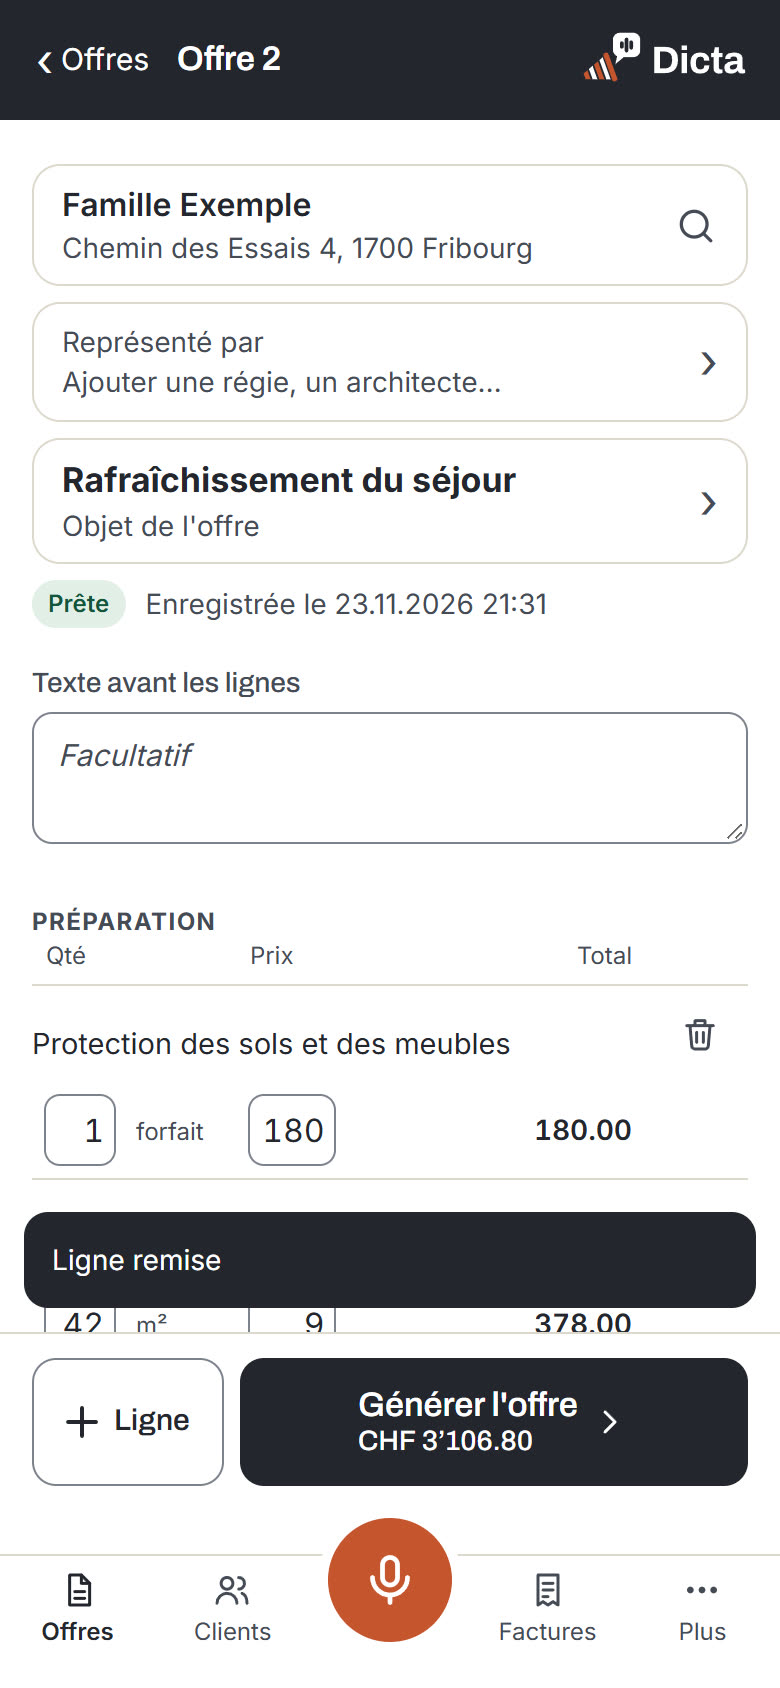 Offres Offre 2 Dicta
Famille Exemple
Chemin des Essais 4, 1700 Fribourg
Représenté par
Ajouter une régie, un architecte...
Rafraîchissement du séjour
Objet de l'offre
Prête Enregistrée le 23.11.2026 21:31
Texte avant les lignes
Facultatif
PRÉPARATION
Qté Prix Total
Protection des sols et des meubles
1 forfait 180 180.00
Ligne remise
42 m² 9 378.00
+ Ligne
Générer l'offre
CHF 3’106.80
Offres Clients Factures Plus